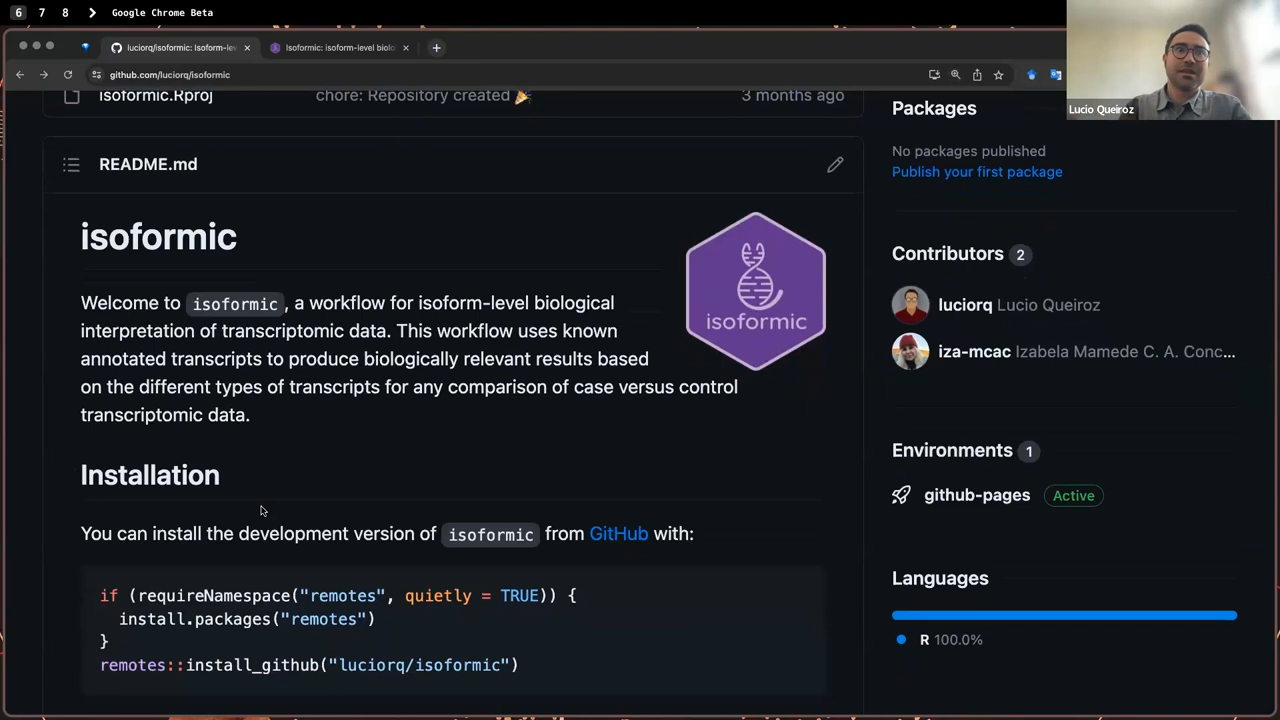 6 7 8 Google Chrome Beta
luciorq/isoformic: Isoform-lev
Isoformic: isoform-level biolo
github.com/luciorq/isoformic
Lucio Queiroz
isoformic.Rproj chore: Repository created 🎉 3 months ago
README.md
isoformic
Welcome to isoformic, a workflow for isoform-level biological
interpretation of transcriptomic data. This workflow uses known
annotated transcripts to produce biologically relevant results based
on the different types of transcripts for any comparison of case versus control
transcriptomic data.
isoformic
Installation
You can install the development version of isoformic from GitHub with:
if (requireNamespace("remotes", quietly = TRUE)) {
  install.packages("remotes")
}
remotes::install_github("luciorq/isoformic")
Packages
No packages published
Publish your first package
Contributors 2
luciorq Lucio Queiroz
iza-mcac Izabela Mamede C. A. Conc...
Environments 1
github-pages Active
Languages
R 100.0%